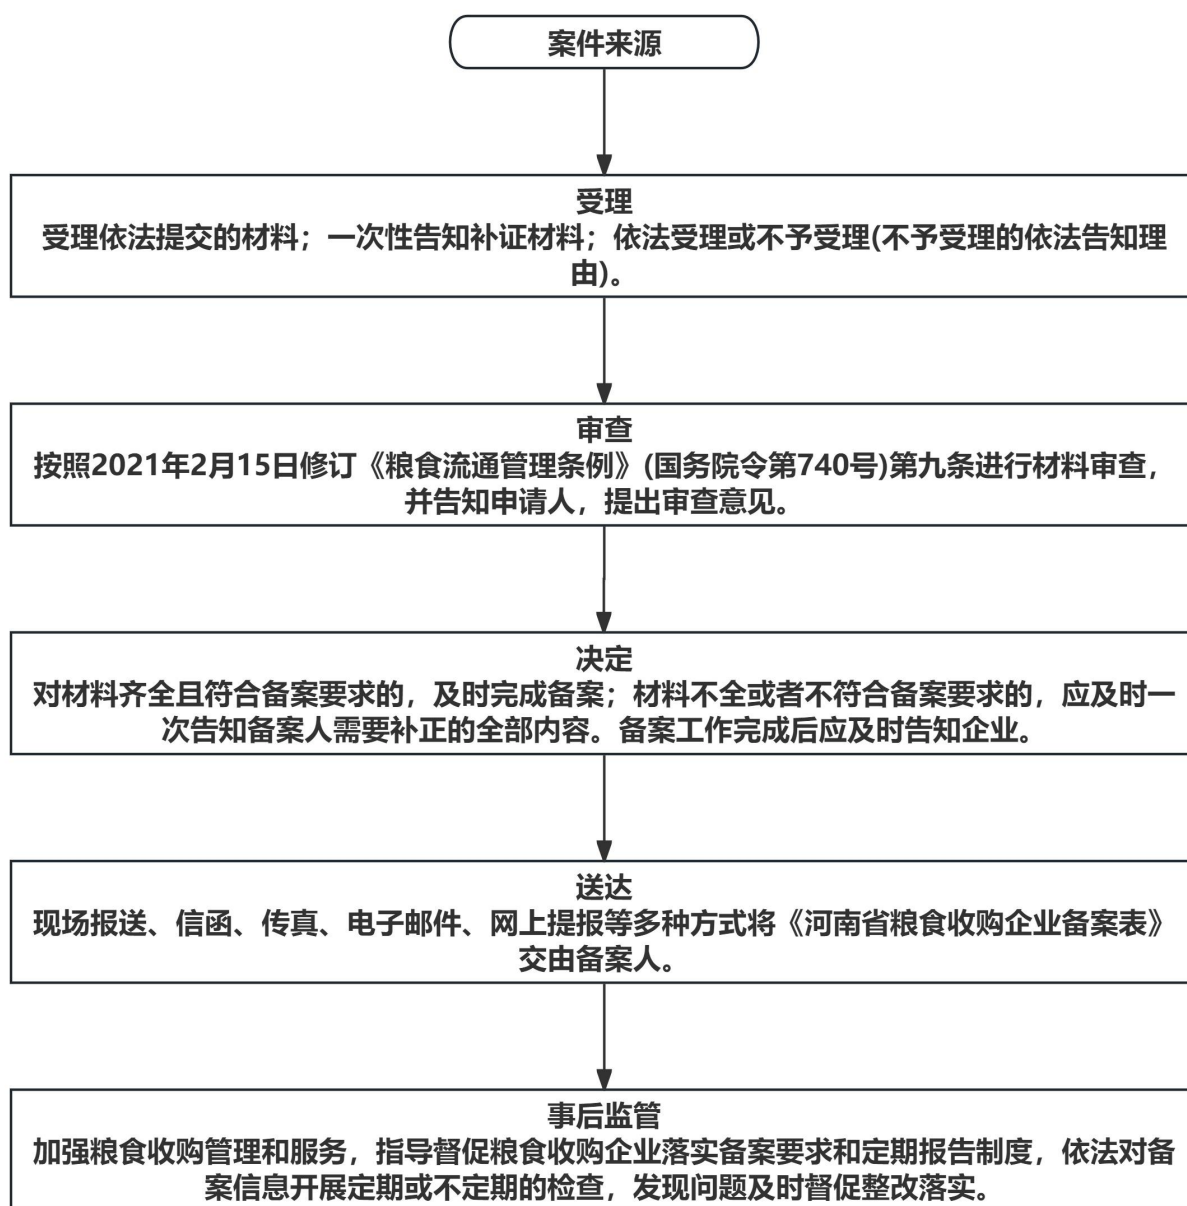 案件来源
受理
受理依法提交的材料；一次性告知补证材料；依法受理或不予受理(不予受理的依法告知理
由)。
审查
按照2021年2月15日修订《粮食流通管理条例》(国务院令第740号)第九条进行材料审查，
并告知申请人，提出审查意见。
决定
对材料齐全且符合备案要求的，及时完成备案；材料不全或者不符合备案要求的，应及时一
次告知备案人需要补正的全部内容。备案工作完成后应及时告知企业。
送达
现场报送、信函、传真、电子邮件、网上提报等多种方式将《河南省粮食收购企业备案表》
交由备案人。
事后监管
加强粮食收购管理和服务，指导督促粮食收购企业落实备案要求和定期报告制度，依法对备
案信息开展定期或不定期的检查，发现问题及时督促整改落实。